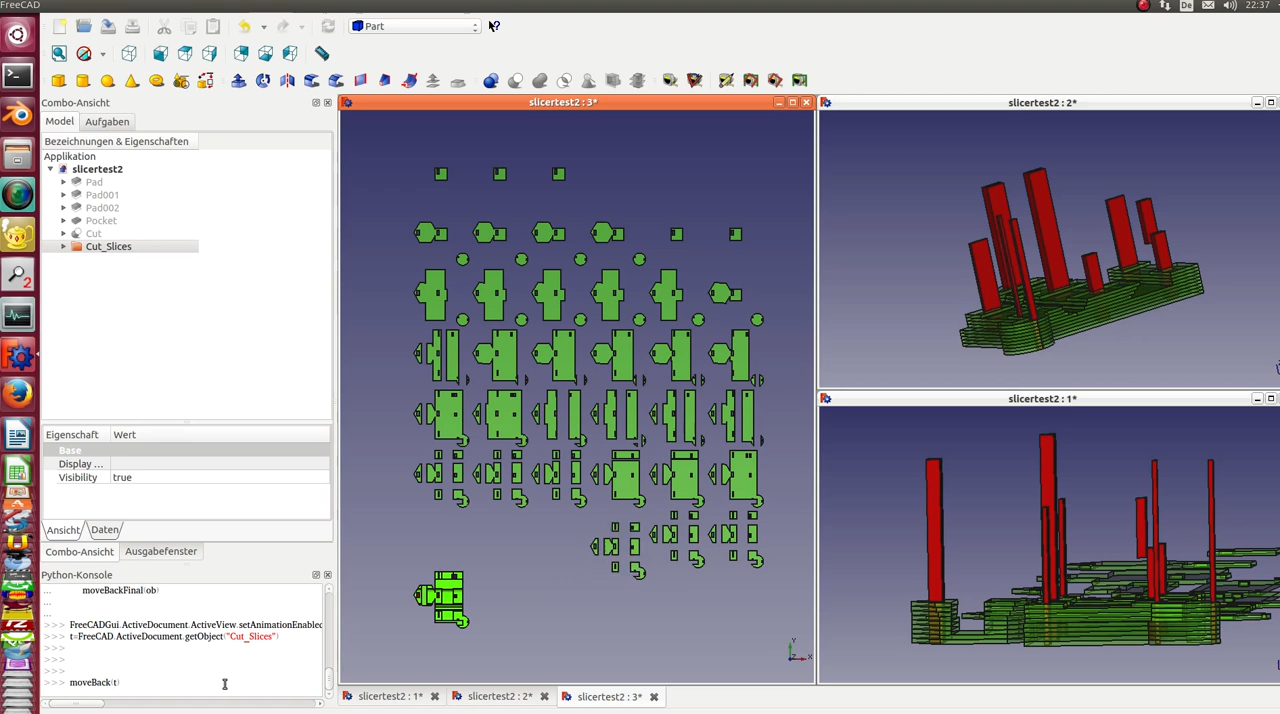 FreeCAD
De
22:37
Part
Combo-Ansicht
Model
Aufgaben
Bezeichnungen & Eigenschaften
Applikation
slicertest2
Pad
Pad001
Pad002
Pocket
Cut
Cut_Slices
Eigenschaft
Wert
Base
Display ...
Visibility
true
Ansicht
Daten
Combo-Ansicht
Ausgabefenster
Python-Konsole
... moveBackFinal(ob)
...
...
>>> FreeCADGui.ActiveDocument.ActiveView.setAnimationEnabled
>>> t=FreeCAD.ActiveDocument.getObject("Cut_Slices")
>>>
>>>
>>>
>>> moveBack(t)
slicertest2 : 3*
slicertest2 : 2*
slicertest2 : 1*
Y
Z
X
slicertest2 : 1*
slicertest2 : 2*
slicertest2 : 3*
2